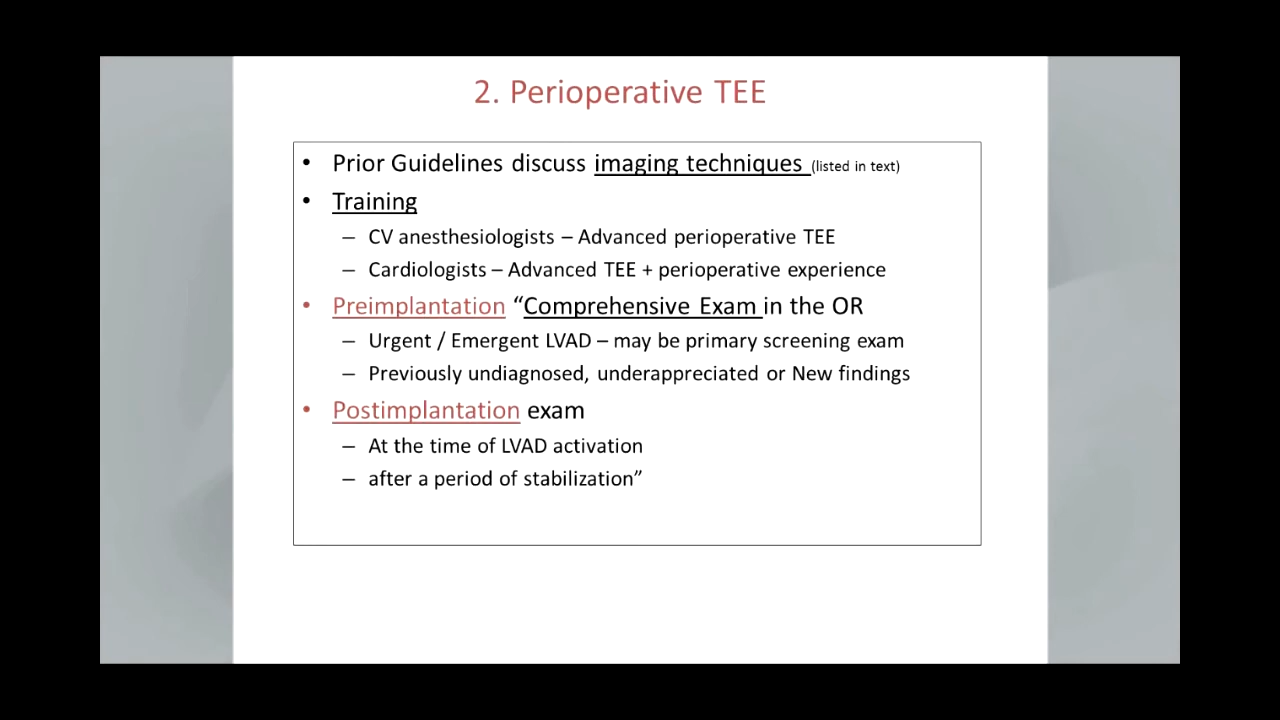 2. Perioperative TEE
• Prior Guidelines discuss imaging techniques (listed in text)
• Training
– CV anesthesiologists – Advanced perioperative TEE
– Cardiologists – Advanced TEE + perioperative experience
• Preimplantation “Comprehensive Exam in the OR
– Urgent / Emergent LVAD – may be primary screening exam
– Previously undiagnosed, underappreciated or New findings
• Postimplantation exam
– At the time of LVAD activation
– after a period of stabilization”